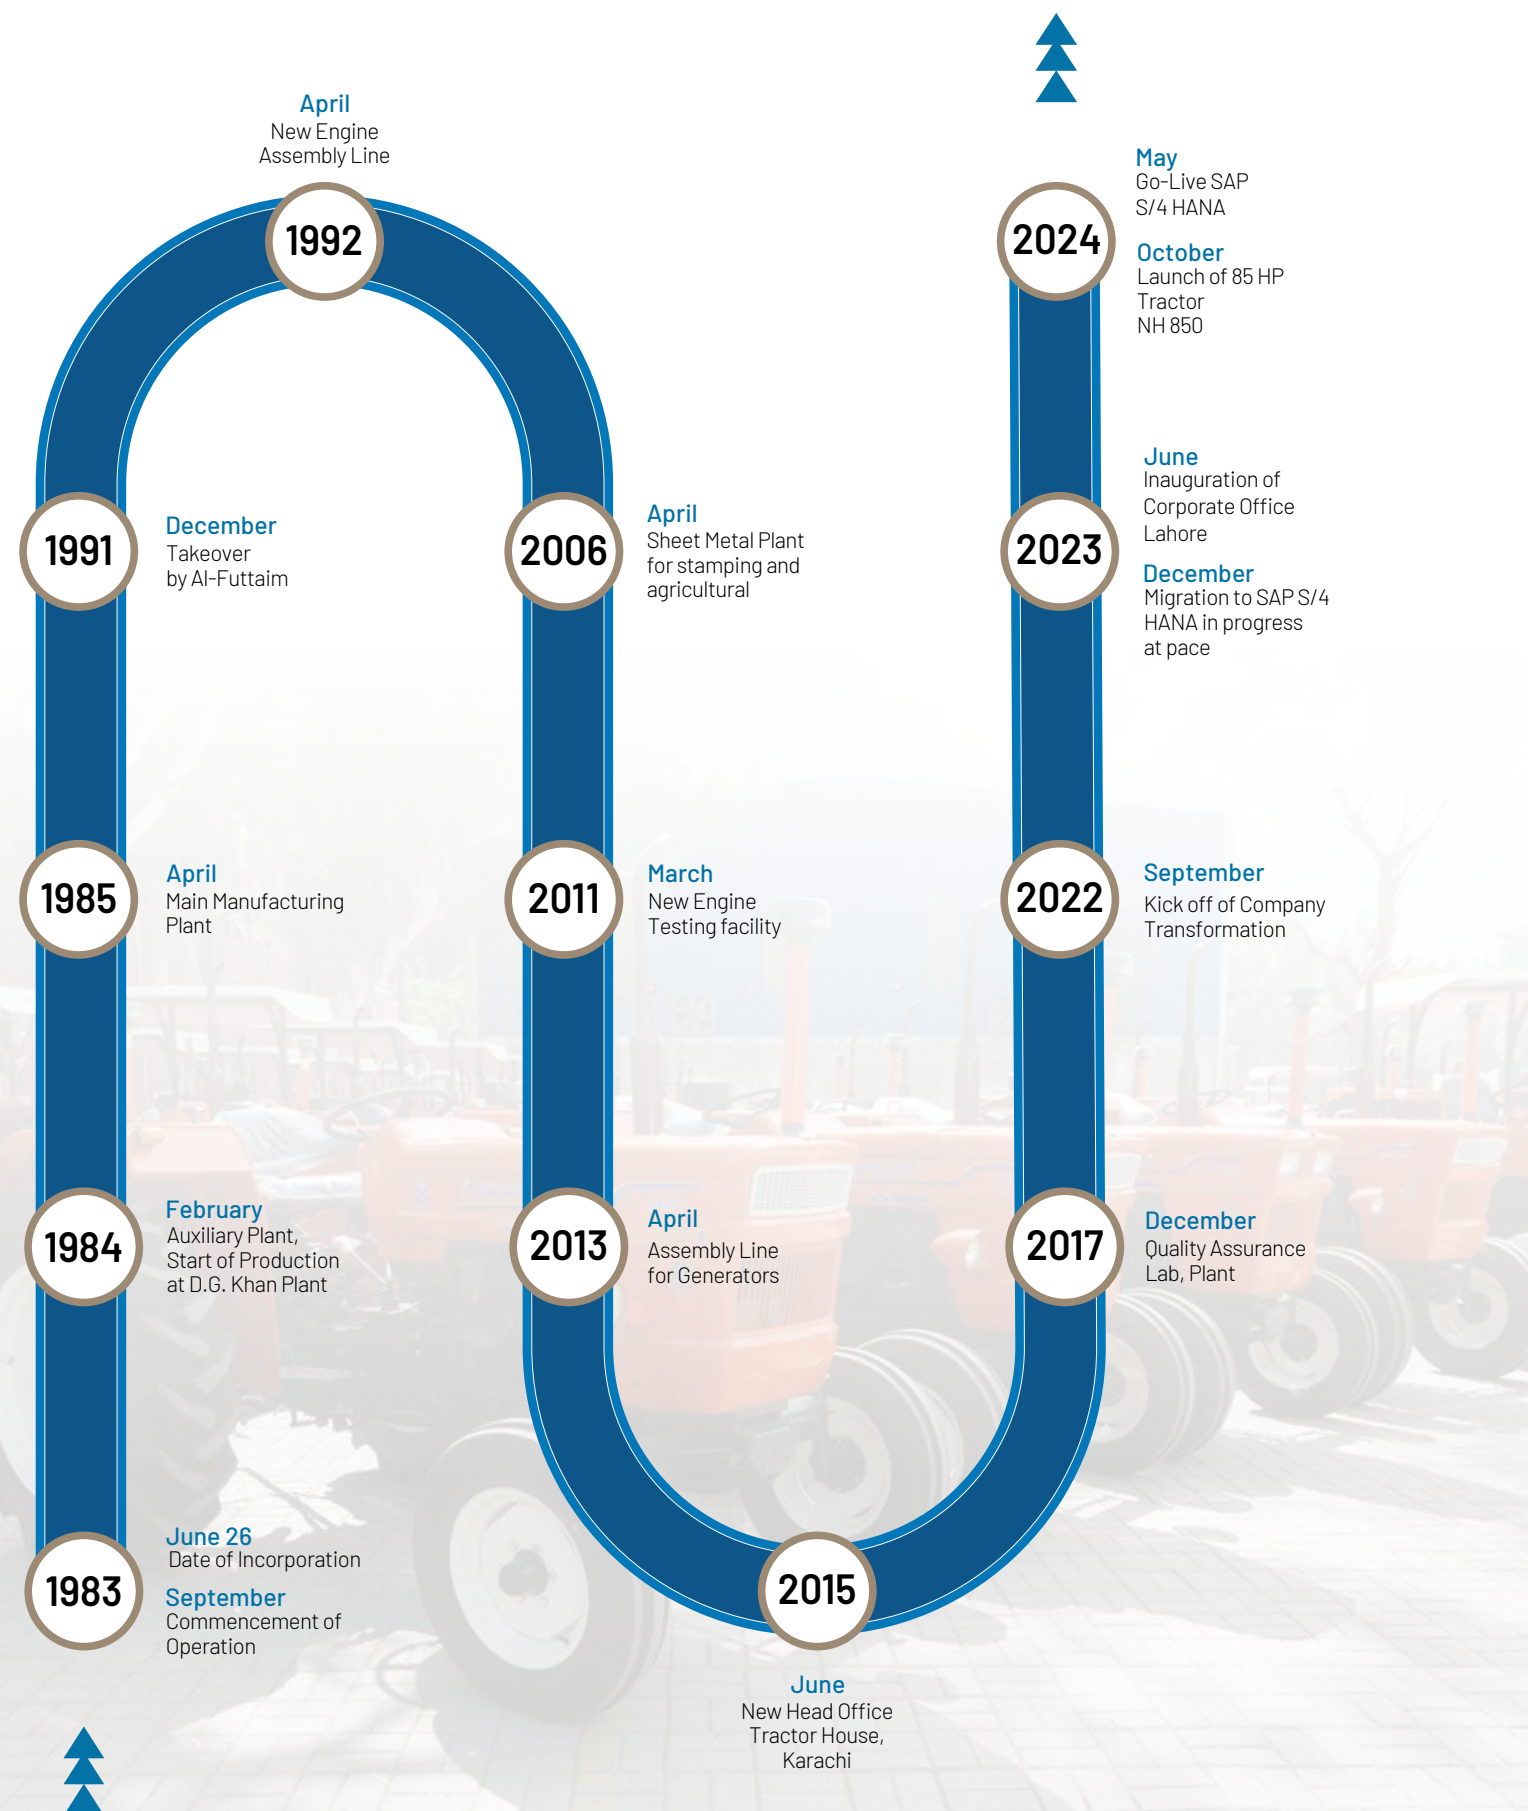 1983
June 26
Date of Incorporation
September
Commencement of
Operation
1984
February
Auxiliary Plant,
Start of Production
at D.G. Khan Plant
1985
April
Main Manufacturing
Plant
1991
December
Takeover
by Al-Futtaim
April
New Engine
Assembly Line
1992
2006
April
Sheet Metal Plant
for stamping and
agricultural
2011
March
New Engine
Testing facility
2013
April
Assembly Line
for Generators
2015
June
New Head Office
Tractor House,
Karachi
2017
December
Quality Assurance
Lab, Plant
2022
September
Kick off of Company
Transformation
2023
June
Inauguration of
Corporate Office
Lahore
December
Migration to SAP S/4
HANA in progress
at pace
2024
May
Go-Live SAP
S/4 HANA
October
Launch of 85 HP
Tractor
NH 850